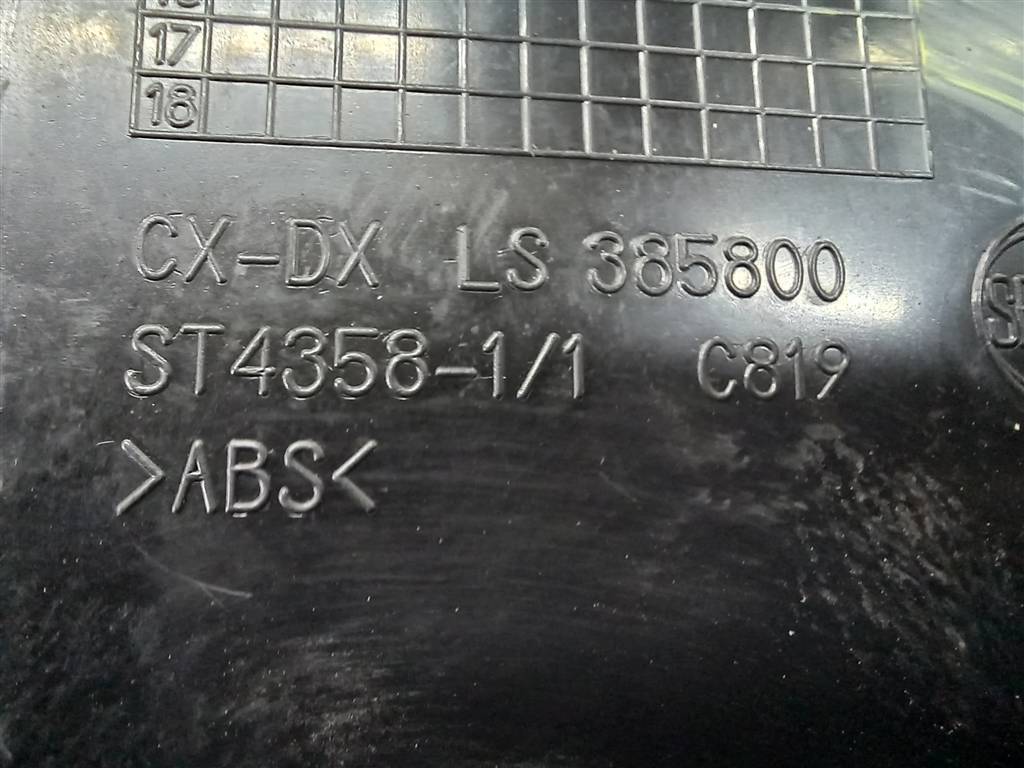 17
18
CX-DX LS 385800
ST4358-1/1 C819
>ABS<